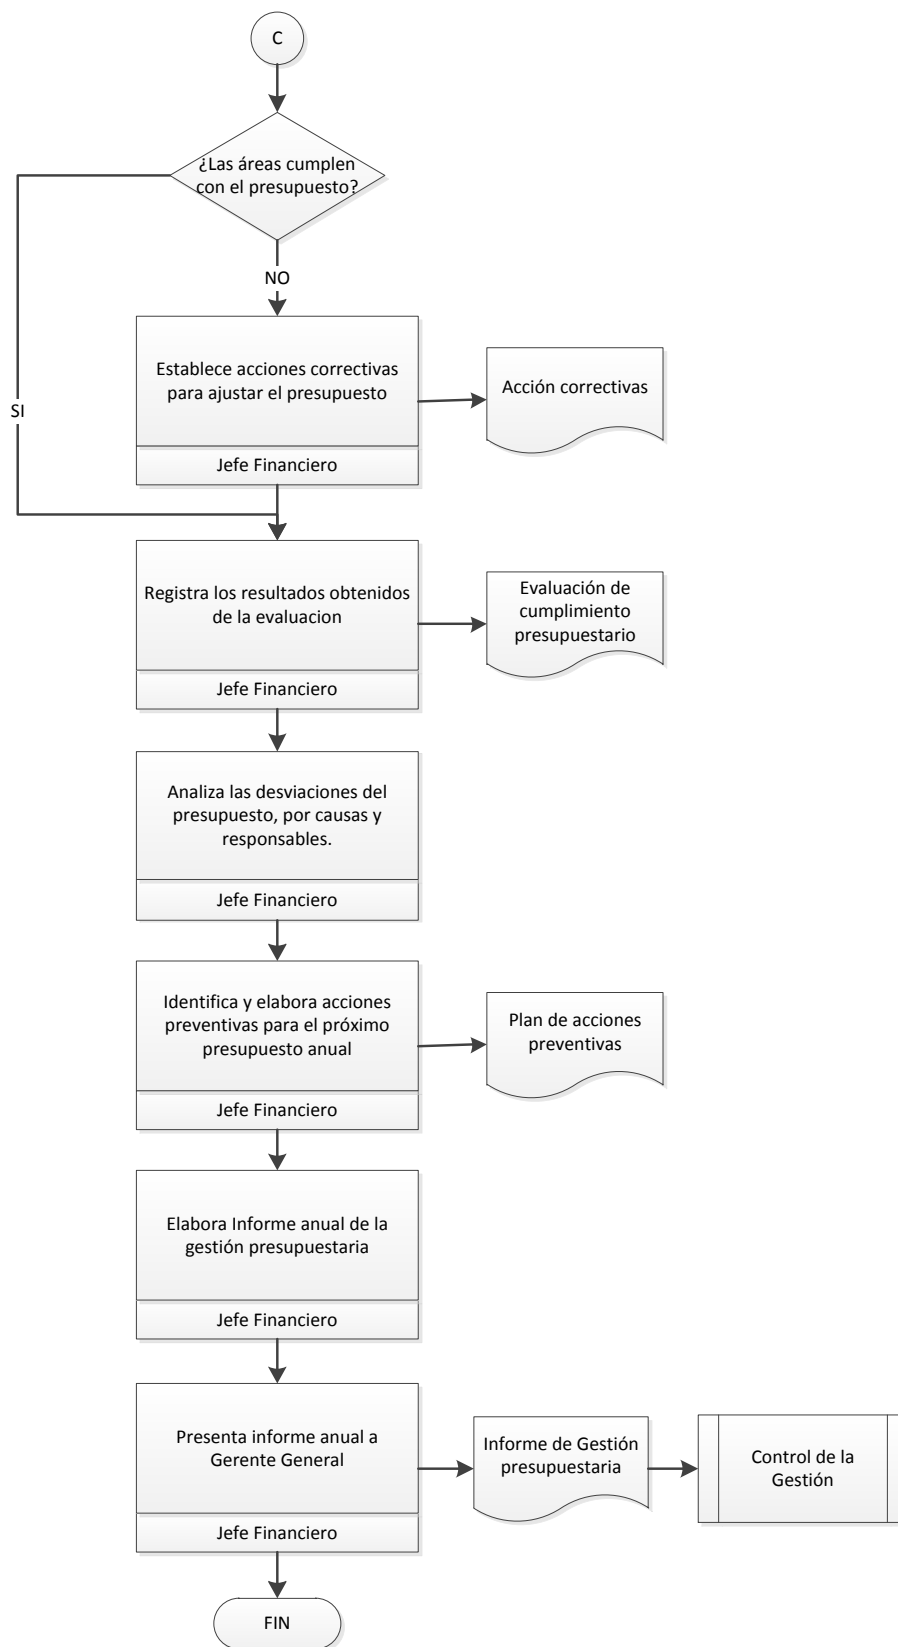 C
¿Las áreas cumplen
con el presupuesto?
NO
SI
Establece acciones correctivas
para ajustar el presupuesto
Jefe Financiero
Acción correctivas
Registra los resultados obtenidos
de la evaluacion
Jefe Financiero
Evaluación de
cumplimiento
presupuestario
Analiza las desviaciones del
presupuesto, por causas y
responsables.
Jefe Financiero
Identifica y elabora acciones
preventivas para el próximo
presupuesto anual
Jefe Financiero
Plan de acciones
preventivas
Elabora Informe anual de la
gestión presupuestaria
Jefe Financiero
Presenta informe anual a
Gerente General
Jefe Financiero
Informe de Gestión
presupuestaria
Control de la
Gestión
FIN